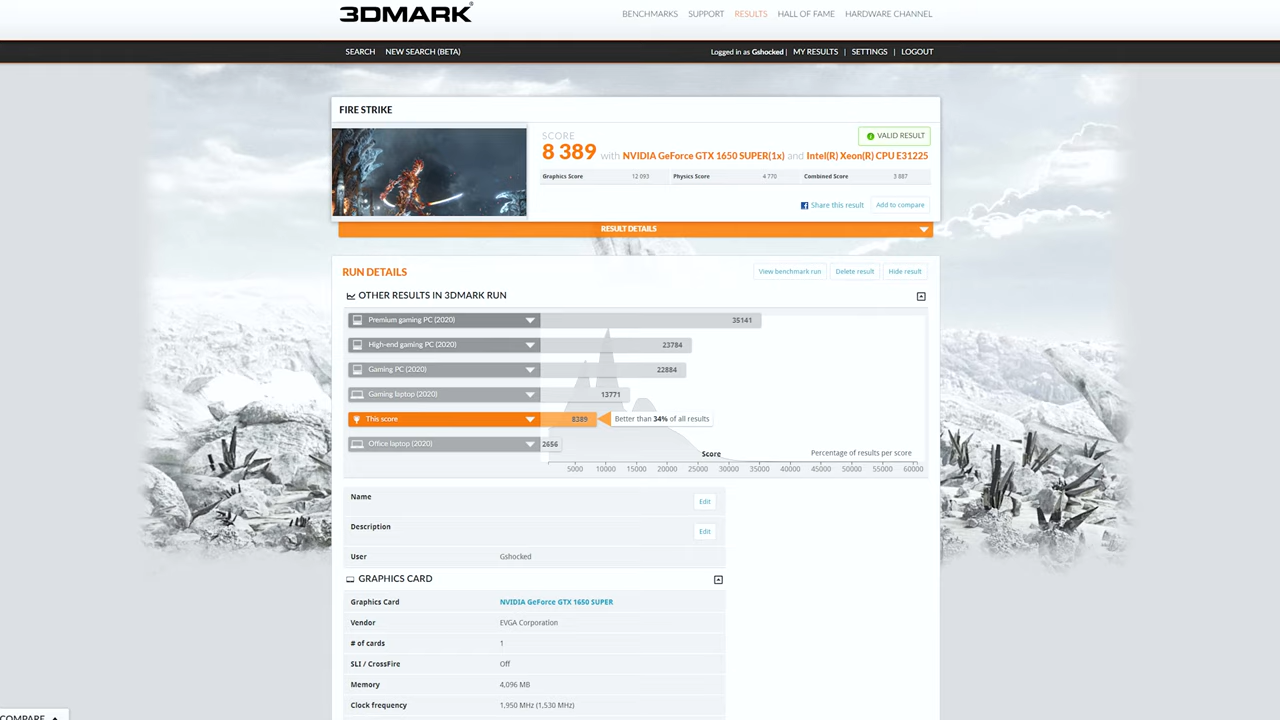 3DMARK
BENCHMARKS SUPPORT RESULTS HALL OF FAME HARDWARE CHANNEL
SEARCH NEW SEARCH (BETA) Logged in as Gshocked | MY RESULTS | SETTINGS | LOGOUT
FIRE STRIKE
SCORE
VALID RESULT
8 389 with NVIDIA GeForce GTX 1650 SUPER(1x) and Intel(R) Xeon(R) CPU E31225
Graphics Score 12 093 Physics Score 4 770 Combined Score 3 887
Share this result Add to compare
RESULT DETAILS
RUN DETAILS View benchmark run Delete result Hide result
OTHER RESULTS IN 3DMARK RUN
Premium gaming PC (2020) 35141
High-end gaming PC (2020) 23784
Gaming PC (2020) 22884
Gaming laptop (2020) 13771
This score 8389 Better than 34% of all results
Office laptop (2020) 2656
Score Percentage of results per score
5000 10000 15000 20000 25000 30000 35000 40000 45000 50000 55000 60000
Name Edit
Description Edit
User Gshocked
GRAPHICS CARD
Graphics Card NVIDIA GeForce GTX 1650 SUPER
Vendor EVGA Corporation
# of cards 1
SLI / CrossFire Off
Memory 4,096 MB
Clock frequency 1,950 MHz (1,530 MHz)
COMPARE